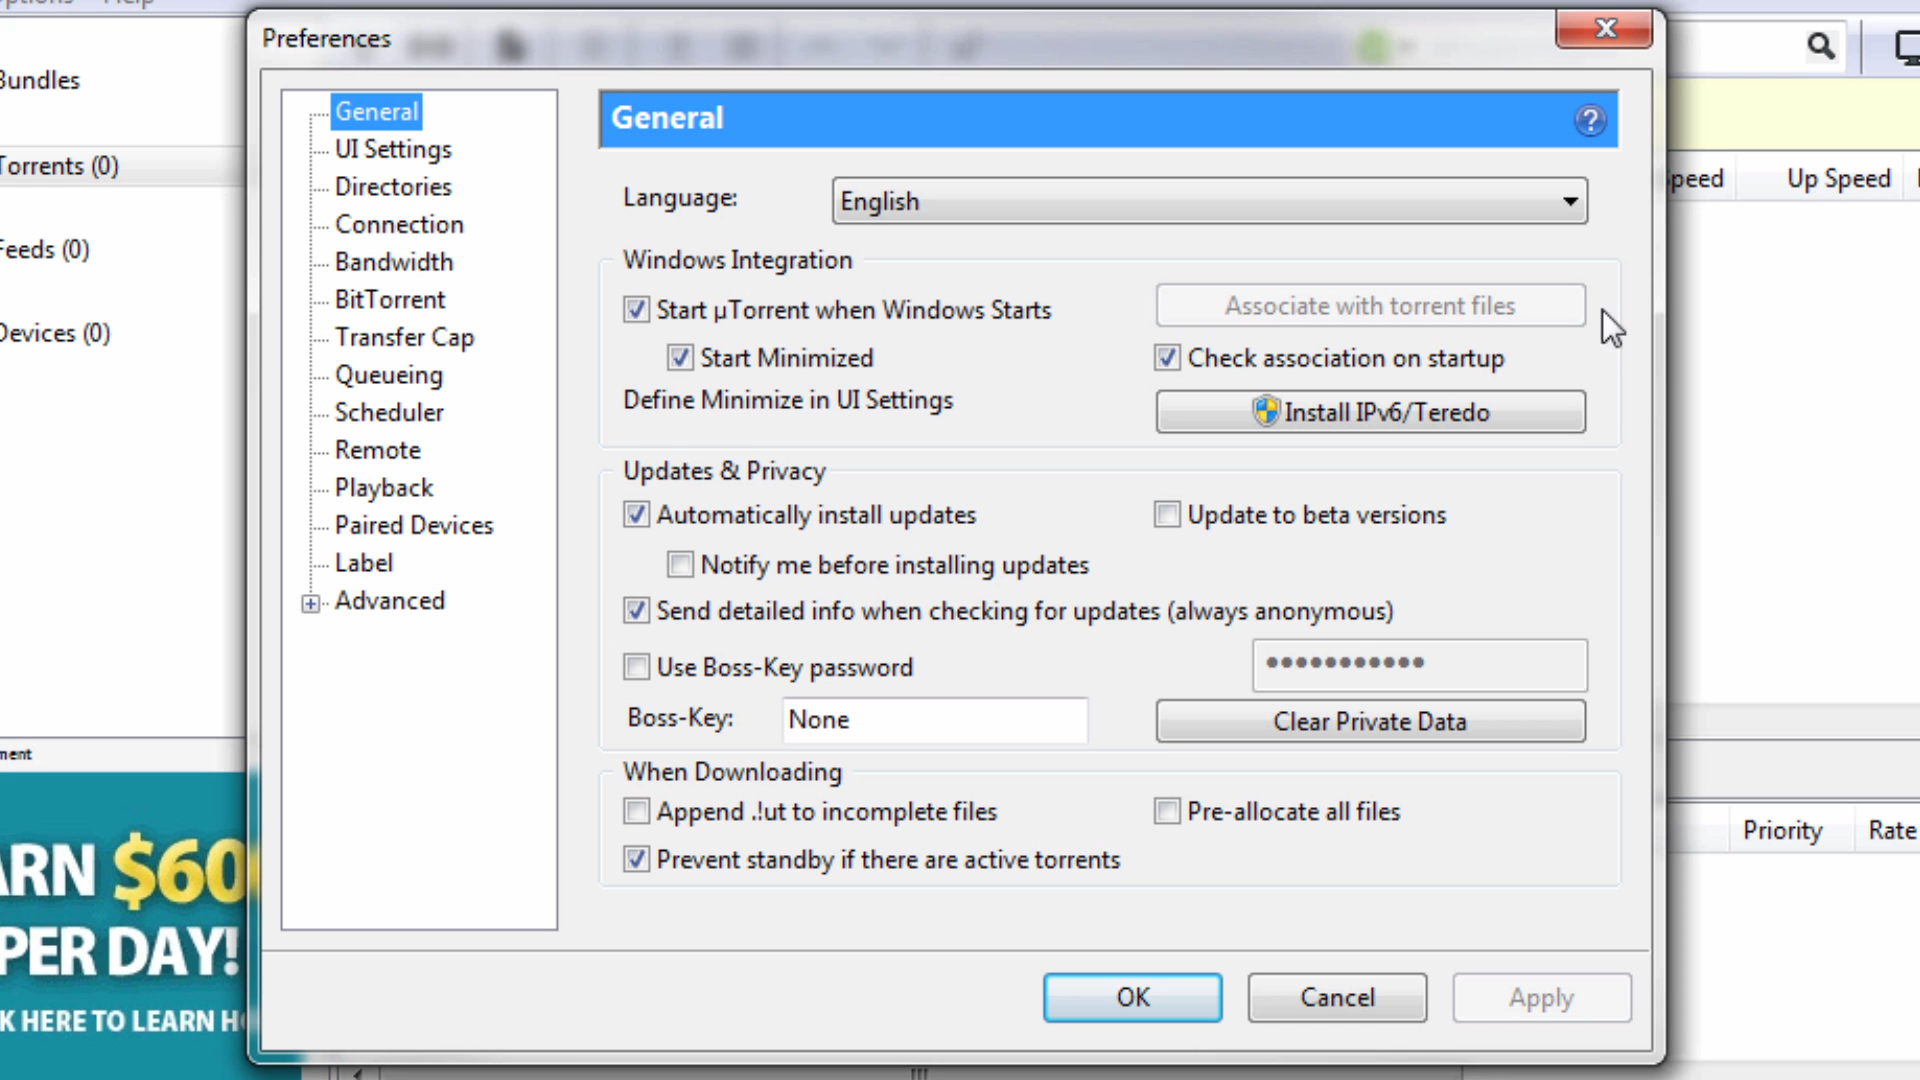 Options Help
Preferences
Bundles
Torrents (0)
Feeds (0)
Devices (0)
General
UI Settings
Directories
Connection
Bandwidth
BitTorrent
Transfer Cap
Queueing
Scheduler
Remote
Playback
Paired Devices
Label
Advanced
General
Language: English
Windows Integration
Start µTorrent when Windows Starts
Associate with torrent files
Start Minimized
Check association on startup
Define Minimize in UI Settings
Install IPv6/Teredo
Updates & Privacy
Automatically install updates
Update to beta versions
Notify me before installing updates
Send detailed info when checking for updates (always anonymous)
Use Boss-Key password
•••••••••••
Boss-Key: None
Clear Private Data
When Downloading
Append .!ut to incomplete files
Pre-allocate all files
Prevent standby if there are active torrents
OK
Cancel
Apply
Speed
Up Speed
Priority
Rate
ment
ARN $60
PER DAY!
K HERE TO LEARN H